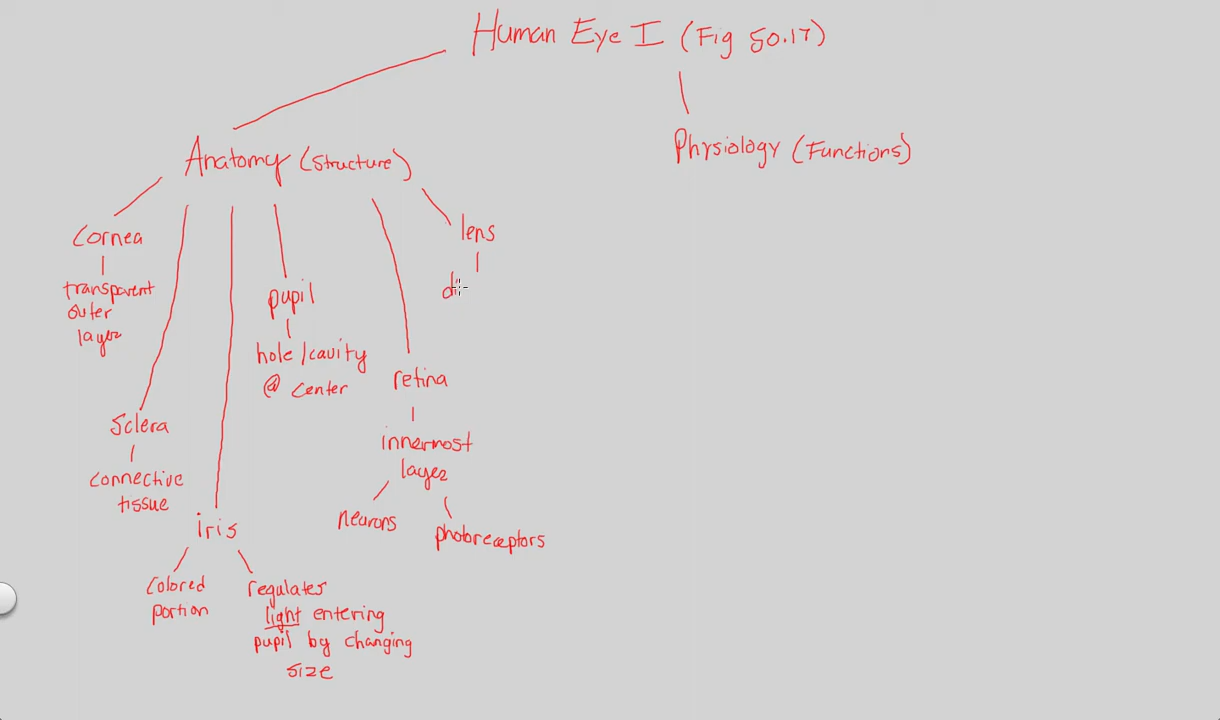 Human Eye I (Fig 50.17)
Anatomy (Structure)
Physiology (Functions)
Cornea
transparent
outer
layer
Sclera
connective
tissue
iris
colored
portion
regulates
light entering
pupil by changing
size
pupil
hole/cavity
@ center
retina
innermost
layer
neurons
photoreceptors
lens
di